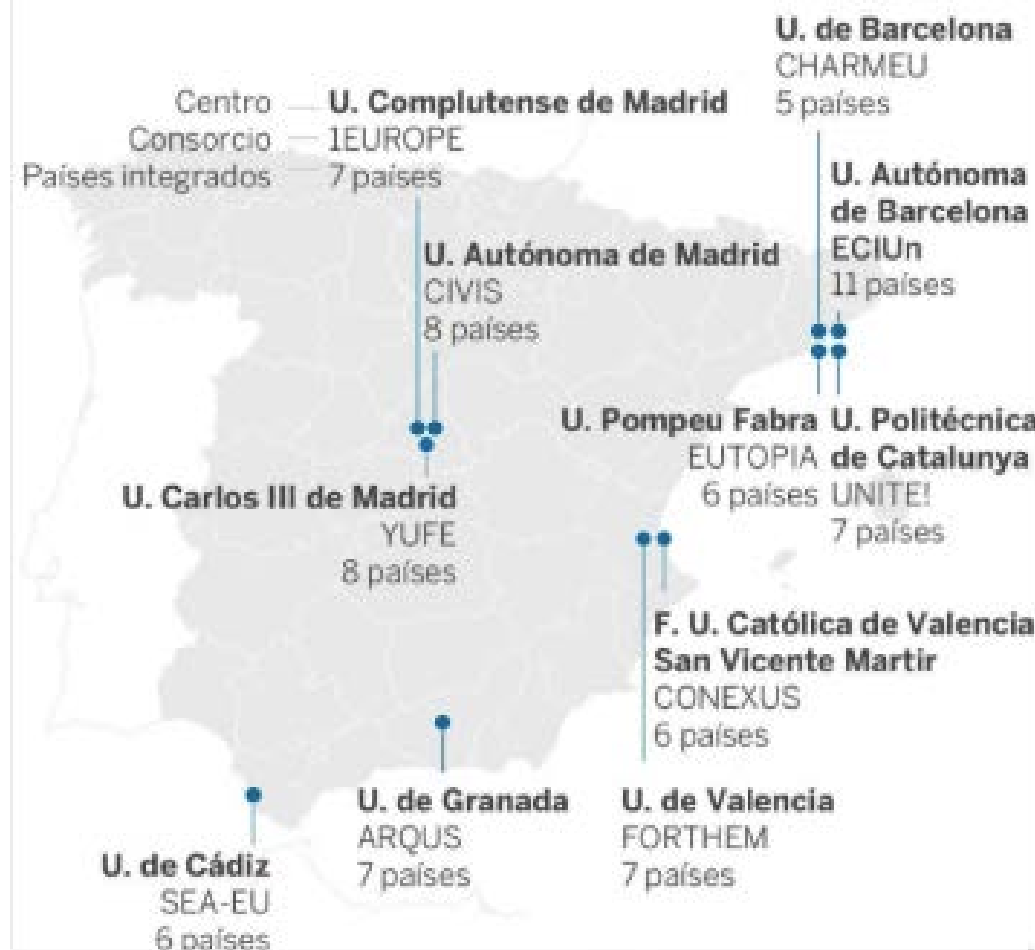 U. de Barcelona
CHARMEU
5 países
Centro
Consorcio
Países integrados
U. Complutense de Madrid
1EUROPE
7 países
U. Autónoma
de Barcelona
ECIUn
11 países
U. Autónoma de Madrid
CIVIS
8 países
U. Pompeu Fabra
EUTOPIA
6 países
U. Politécnica
de Catalunya
UNITE!
7 países
U. Carlos III de Madrid
YUFE
8 países
F. U. Católica de Valencia
San Vicente Martir
CONEXUS
6 países
U. de Granada
ARQUS
7 países
U. de Valencia
FORTHEM
7 países
U. de Cádiz
SEA-EU
6 países